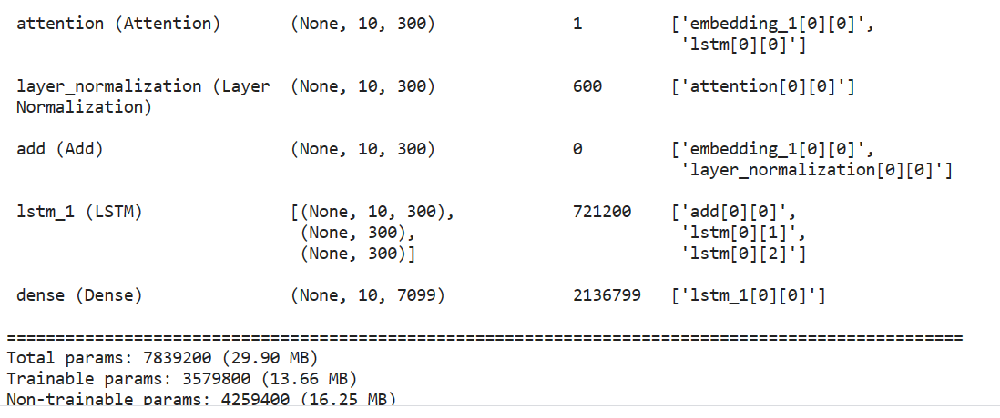 attention (Attention) (None, 10, 300) 1 ['embedding_1[0][0]',
'lstm[0][0]']
layer_normalization (Layer (None, 10, 300) 600 ['attention[0][0]']
Normalization)
add (Add) (None, 10, 300) 0 ['embedding_1[0][0]',
'layer_normalization[0][0]']
lstm_1 (LSTM) [(None, 10, 300), 721200 ['add[0][0]',
(None, 300), 'lstm[0][1]',
(None, 300)] 'lstm[0][2]']
dense (Dense) (None, 10, 7099) 2136799 ['lstm_1[0][0]']
==================================================================================================
Total params: 7839200 (29.90 MB)
Trainable params: 3579800 (13.66 MB)
Non-trainable params: 4259400 (16.25 MB)